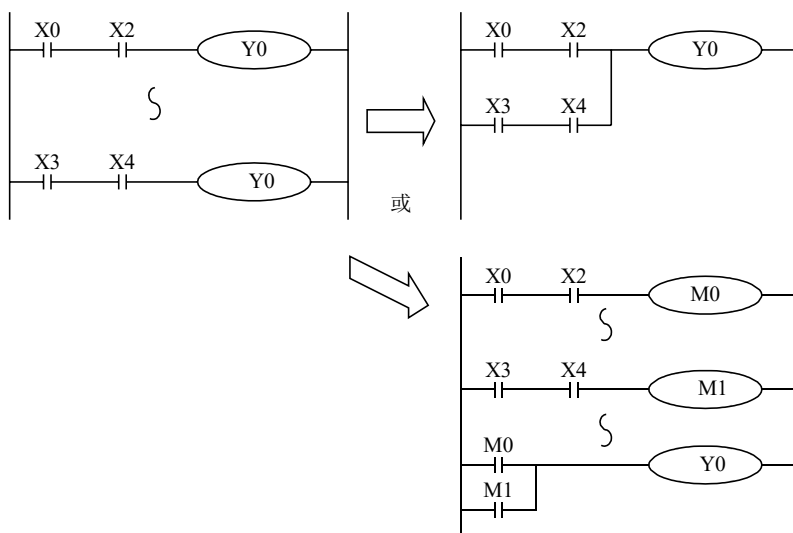 X0 X2 Y0
X3 X4 Y0
或
X0 X2 Y0
X3 X4
X0 X2 M0
X3 X4 M1
M0 Y0
M1